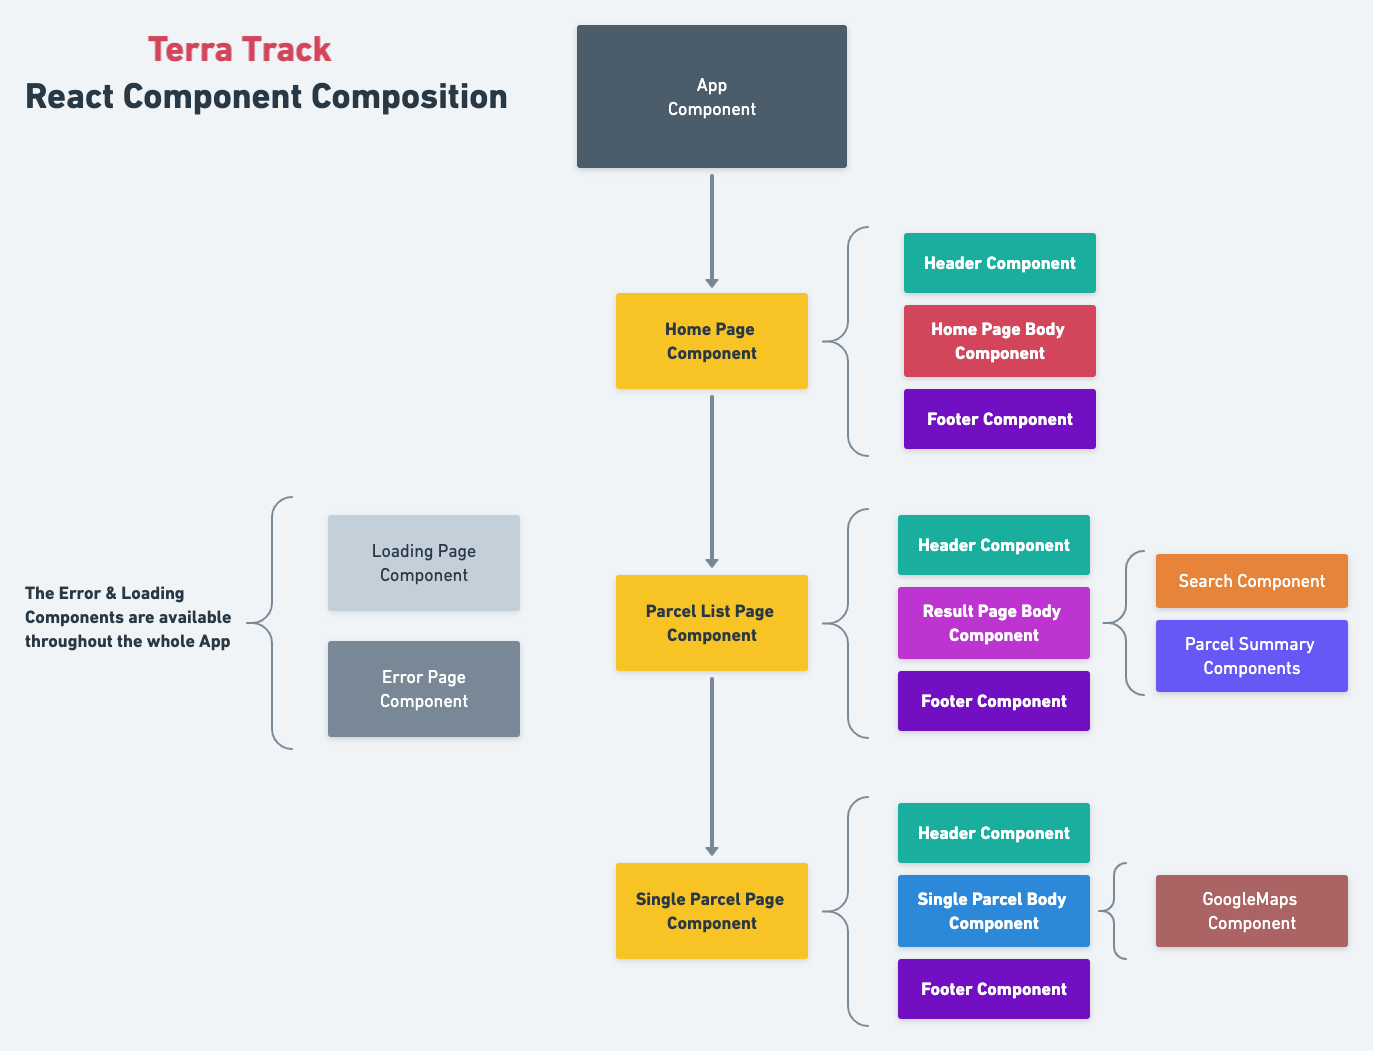 Terra Track
React Component Composition
App
Component
Home Page
Component
Header Component
Home Page Body
Component
Footer Component
The Error & Loading
Components are available
throughout the whole App
Loading Page
Component
Error Page
Component
Parcel List Page
Component
Header Component
Result Page Body
Component
Footer Component
Search Component
Parcel Summary
Components
Single Parcel Page
Component
Header Component
Single Parcel Body
Component
Footer Component
GoogleMaps
Component